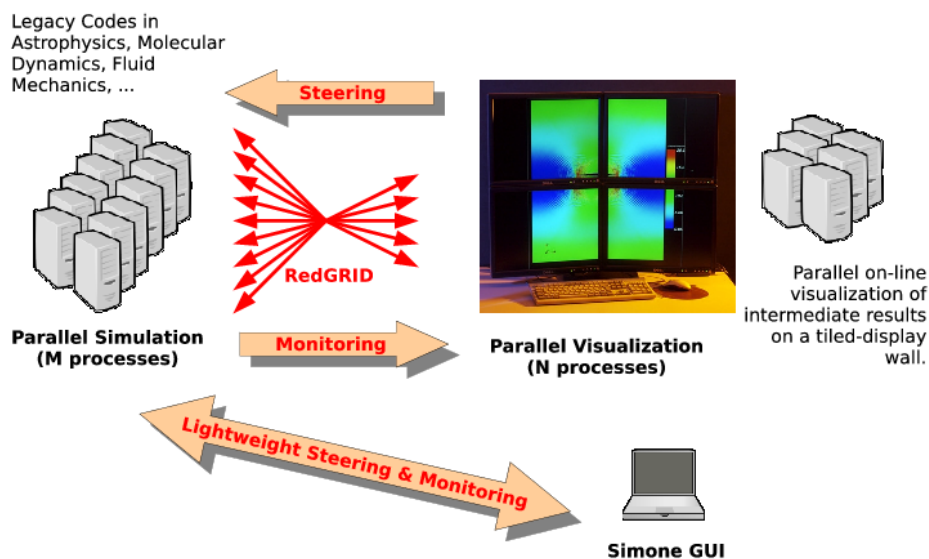 Legacy Codes in
Astrophysics, Molecular
Dynamics, Fluid
Mechanics, ...
Steering
RedGRID
Parallel Simulation
(M processes)
Monitoring
Parallel Visualization
(N processes)
Parallel on-line
visualization of
intermediate results
on a tiled-display
wall.
Lightweight Steering & Monitoring
Simone GUI